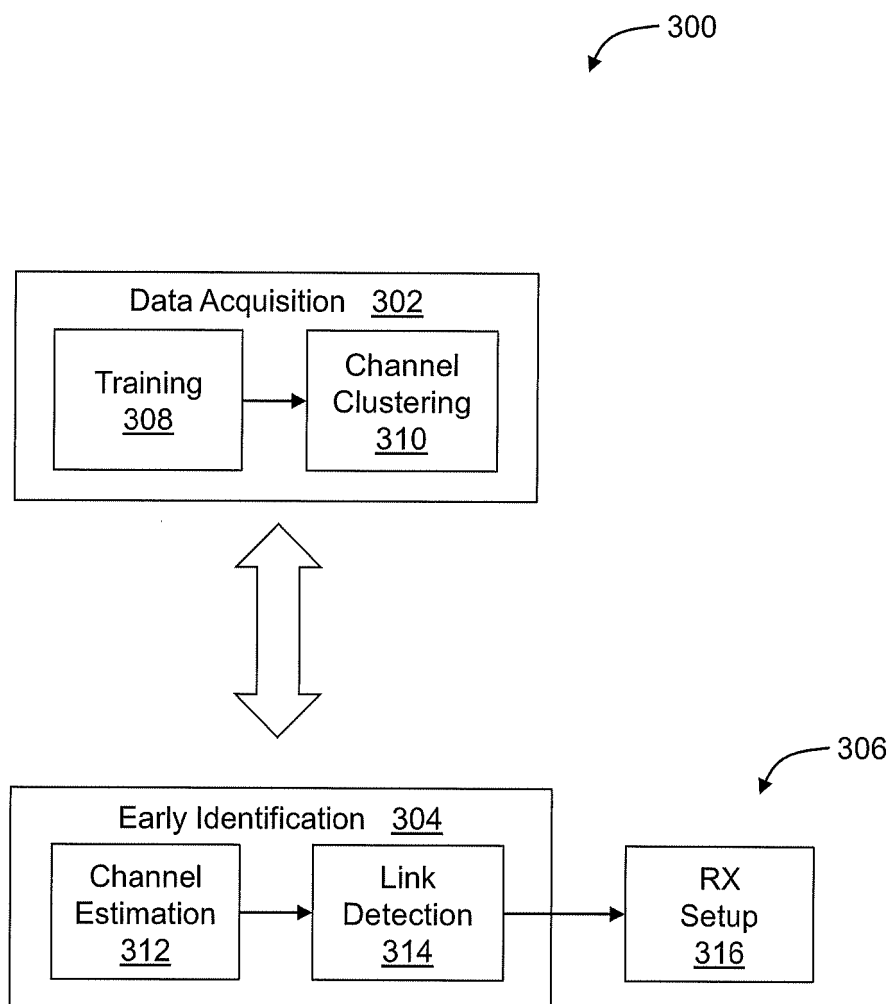 300
Data Acquisition 302
Training
308
Channel
Clustering
310
306
Early Identification 304
Channel
Estimation
312
Link
Detection
314
RX
Setup
316